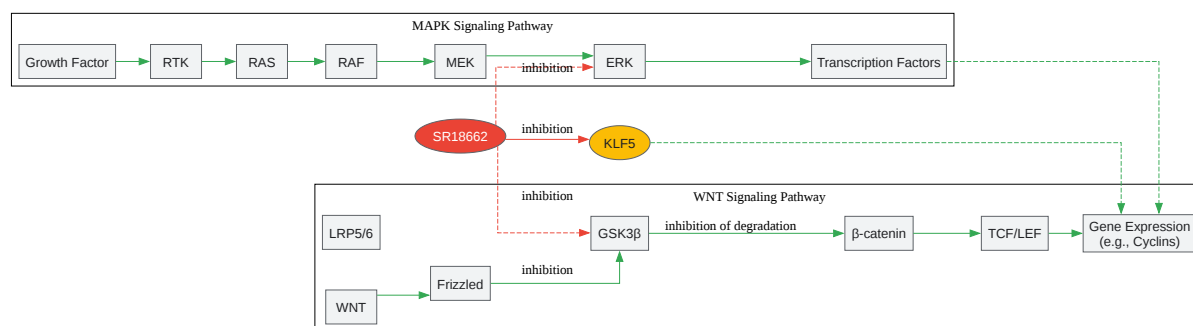 MAPK Signaling Pathway
Growth Factor
RTK
RAS
RAF
MEK
inhibition
ERK
Transcription Factors
SR18662
inhibition
KLF5
WNT Signaling Pathway
inhibition
LRP5/6
GSK3β
inhibition of degradation
β-catenin
TCF/LEF
Gene Expression
(e.g., Cyclins)
WNT
Frizzled
inhibition